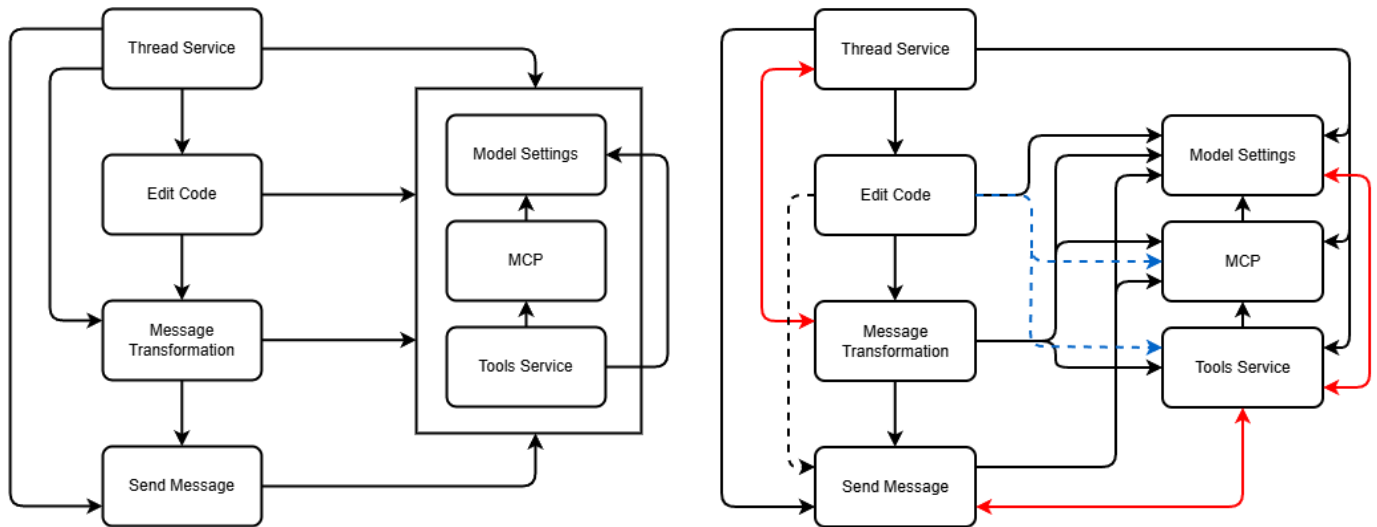 Thread Service
Edit Code
Message
Transformation
Send Message
Model Settings
MCP
Tools Service
Thread Service
Edit Code
Message
Transformation
Send Message
Model Settings
MCP
Tools Service